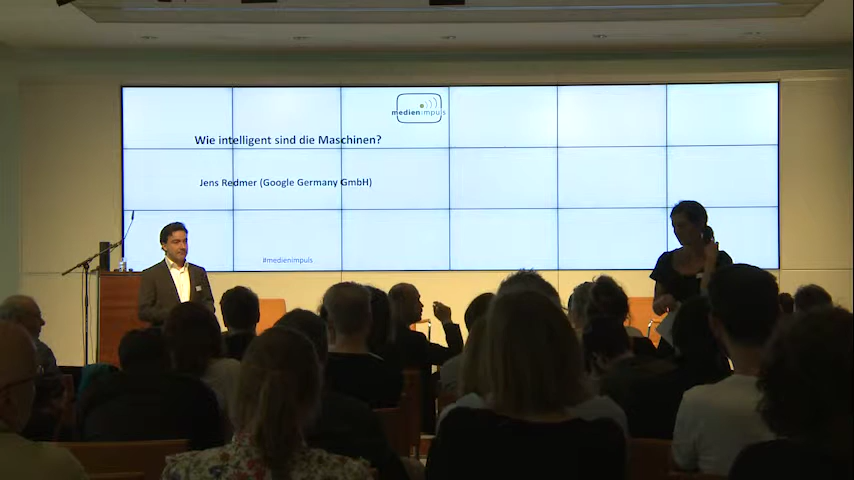 medienimpuls
Wie intelligent sind die Maschinen?
Jens Redmer (Google Germany GmbH)
#medienimpuls